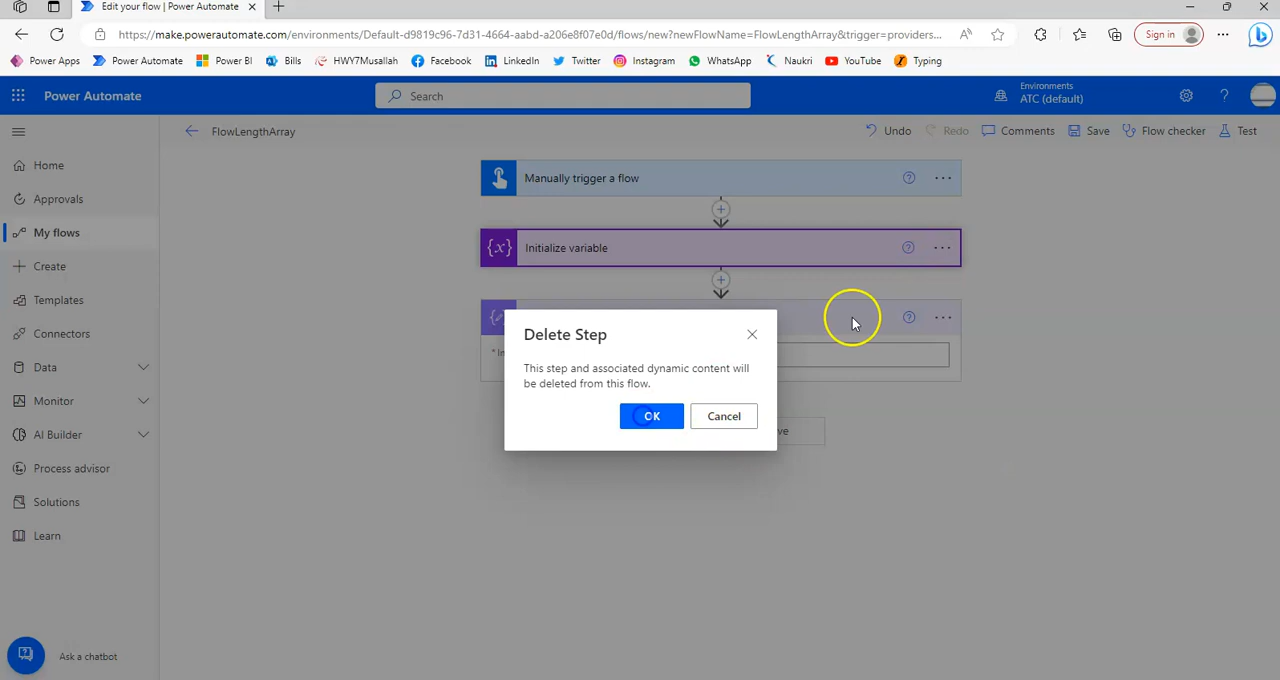 Edit your flow | Power Automate
https://make.powerautomate.com/environments/Default-d9819c96-7d31-4664-aabd-a206e8f07e0d/flows/new?newFlowName=FlowLengthArray&trigger=providers...
Sign in
Power Apps Power Automate Power BI Bills HWY7Musallah Facebook LinkedIn Twitter Instagram WhatsApp Naukri YouTube Typing
Power Automate
Search
Environments
ATC (default)
FlowLengthArray
Undo Redo Comments Save Flow checker Test
Home
Approvals
My flows
Create
Templates
Connectors
Data
Monitor
AI Builder
Process advisor
Solutions
Learn
Ask a chatbot
Manually trigger a flow
{x} Initialize variable
* In
Delete Step
This step and associated dynamic content will
be deleted from this flow.
OK Cancel
ve